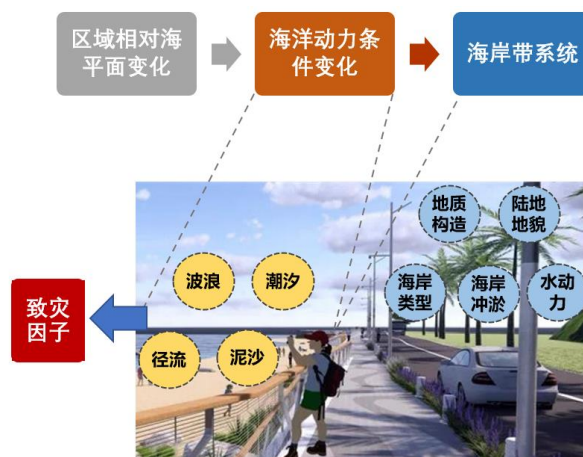 区域相对海
平面变化
海洋动力条
件变化
海岸带系统
地质
构造
陆地
地貌
波浪
潮汐
海岸
类型
海岸
冲淤
水动
力
致灾
因子
径流
泥沙